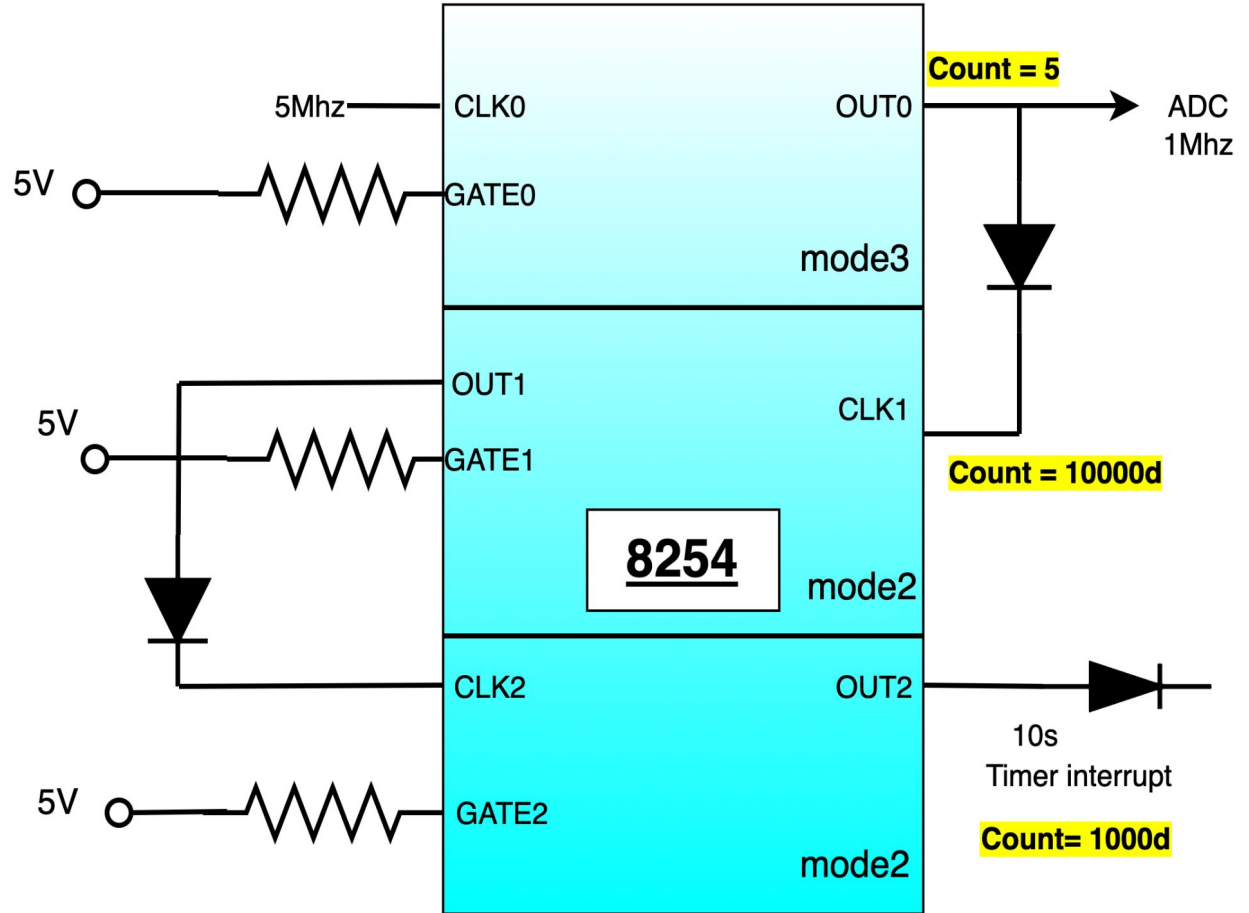 Count = 5
5Mhz
CLK0
OUT0
ADC
1Mhz
5V
GATE0
mode3
OUT1
CLK1
5V
GATE1
Count = 10000d
8254
mode2
CLK2
OUT2
10s
Timer interrupt
5V
GATE2
Count= 1000d
mode2